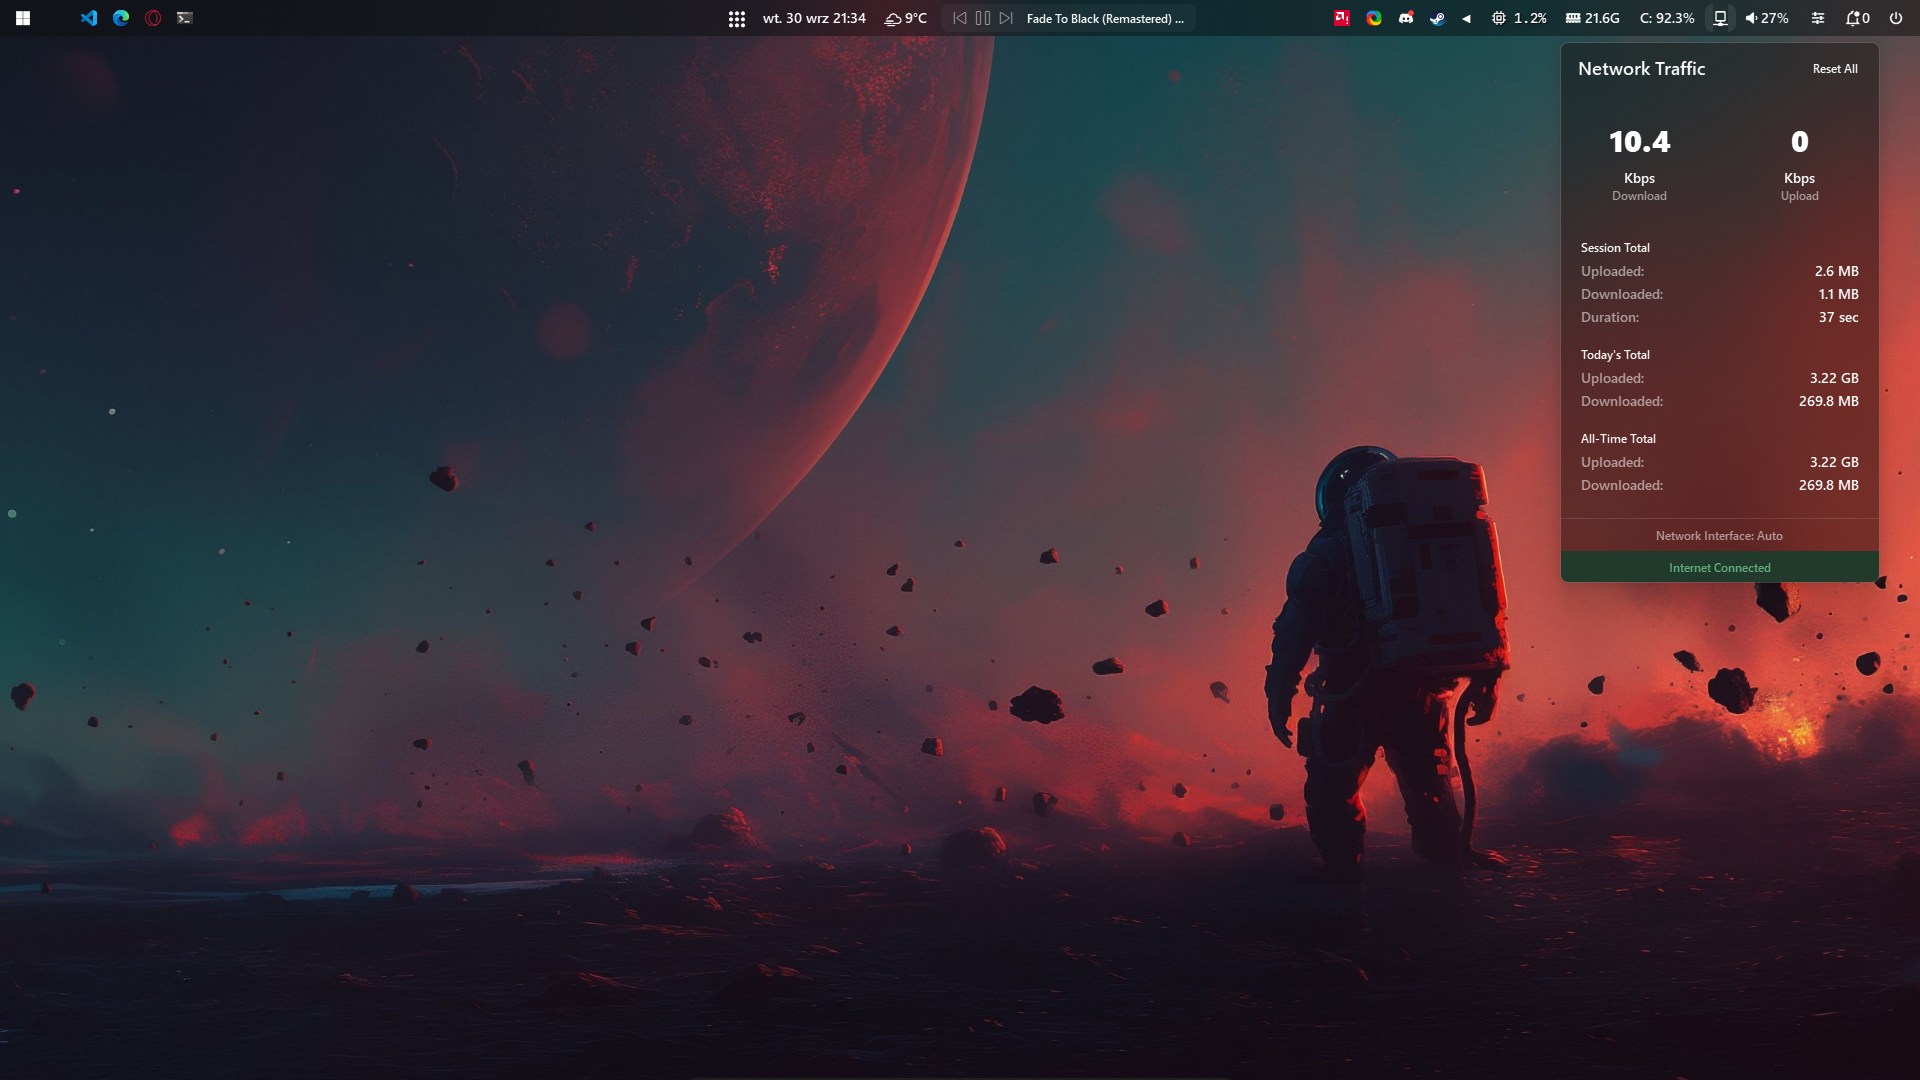 wt. 30 wrz 21:34 9°C Fade To Black (Remastered) ... 1.2% 21.6G C: 92.3% 27% 0
Network Traffic Reset All
10.4 0
Kbps Kbps
Download Upload
Session Total
Uploaded: 2.6 MB
Downloaded: 1.1 MB
Duration: 37 sec
Today's Total
Uploaded: 3.22 GB
Downloaded: 269.8 MB
All-Time Total
Uploaded: 3.22 GB
Downloaded: 269.8 MB
Network Interface: Auto
Internet Connected